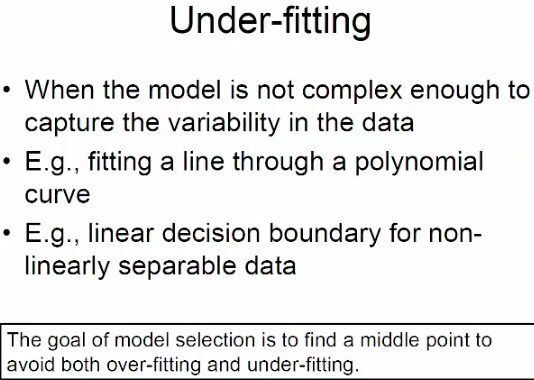 Under-fitting
• When the model is not complex enough to
capture the variability in the data
• E.g., fitting a line through a polynomial
curve
• E.g., linear decision boundary for non-
linearly separable data
The goal of model selection is to find a middle point to
avoid both over-fitting and under-fitting.